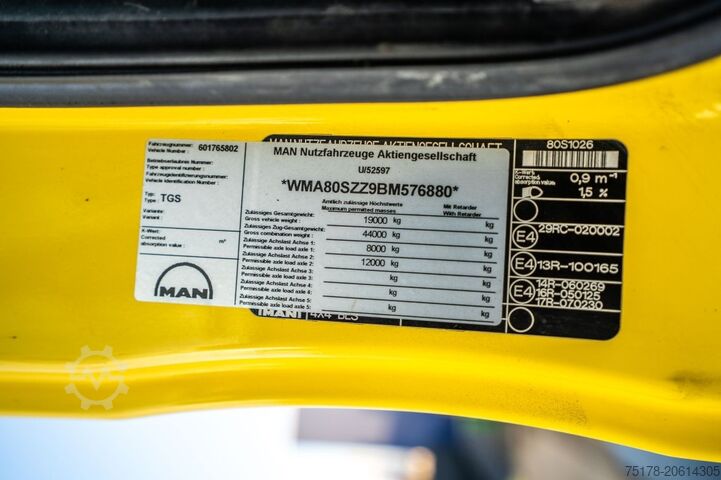 Fahrzeugnummer:
Vehicle Number :
601765802
Betriebserlaubnis Nummer:
Type approval number :
Fahrzeugidentifizierungsnummer:
Vehicle Identification Number :
Typ:
Type:
TGS
Variante:
Variant :
K-Wert:
Corrected
absorption value :
m¹
MAN
MAN Nutzfahrzeuge Aktiengesellschaft
U/52597
*WMA80SZZ9BM576880*
Amtlich zulässige Höchstwerte
Maximum permitted masses
Mit Retarder
With Retarder
Zulässiges Gesamtgewicht:
Gross vehicle weight :
19000 kg kg
Zulässiges Zug-Gesamtgewicht:
Gross combination weight :
44000 kg kg
Zulässige Achslast Achse 1:
Permissible axle load axle 1:
8000 kg kg
Zulässige Achslast Achse 2:
Permissible axle load axle 2:
12000 kg kg
Zulässige Achslast Achse 3:
Permissible axle load axle 3:
kg kg
Zulässige Achslast Achse 4:
Permissible axle load axle 4:
kg kg
Zulässige Achslast Achse 5:
Permissible axle load axle 5:
kg kg
MAN 4X4 BLS
80S1026
K-Wert
Corrected
absorption
0,9 m⁻¹
1,5 %
E4 29RC-020002
E4 13R-100165
E4 14R-060269
16R-050125
17R-070230
75178-20614305